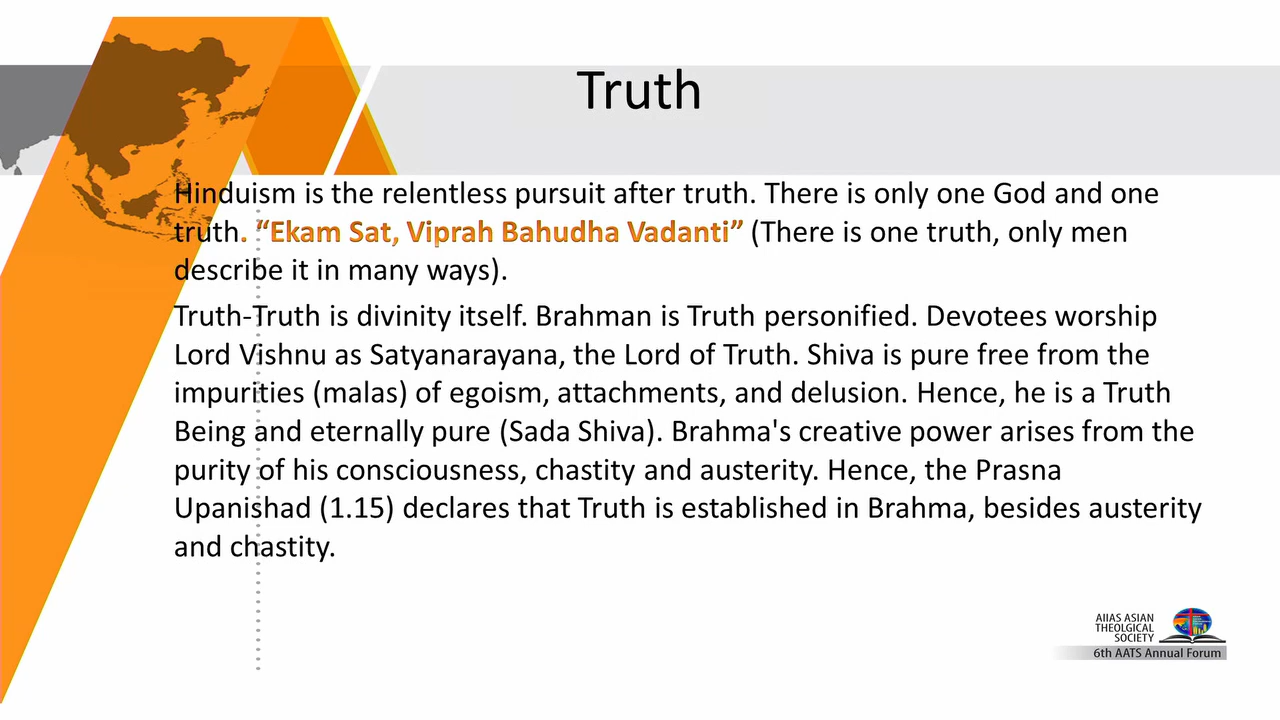 Truth
Hinduism is the relentless pursuit after truth. There is only one God and one
truth. “Ekam Sat, Viprah Bahudha Vadanti” (There is one truth, only men
describe it in many ways).
Truth-Truth is divinity itself. Brahman is Truth personified. Devotees worship
Lord Vishnu as Satyanarayana, the Lord of Truth. Shiva is pure free from the
impurities (malas) of egoism, attachments, and delusion. Hence, he is a Truth
Being and eternally pure (Sada Shiva). Brahma's creative power arises from the
purity of his consciousness, chastity and austerity. Hence, the Prasna
Upanishad (1.15) declares that Truth is established in Brahma, besides austerity
and chastity.
AIIAS ASIAN
THEOLGICAL
SOCIETY
6th AATS Annual Forum